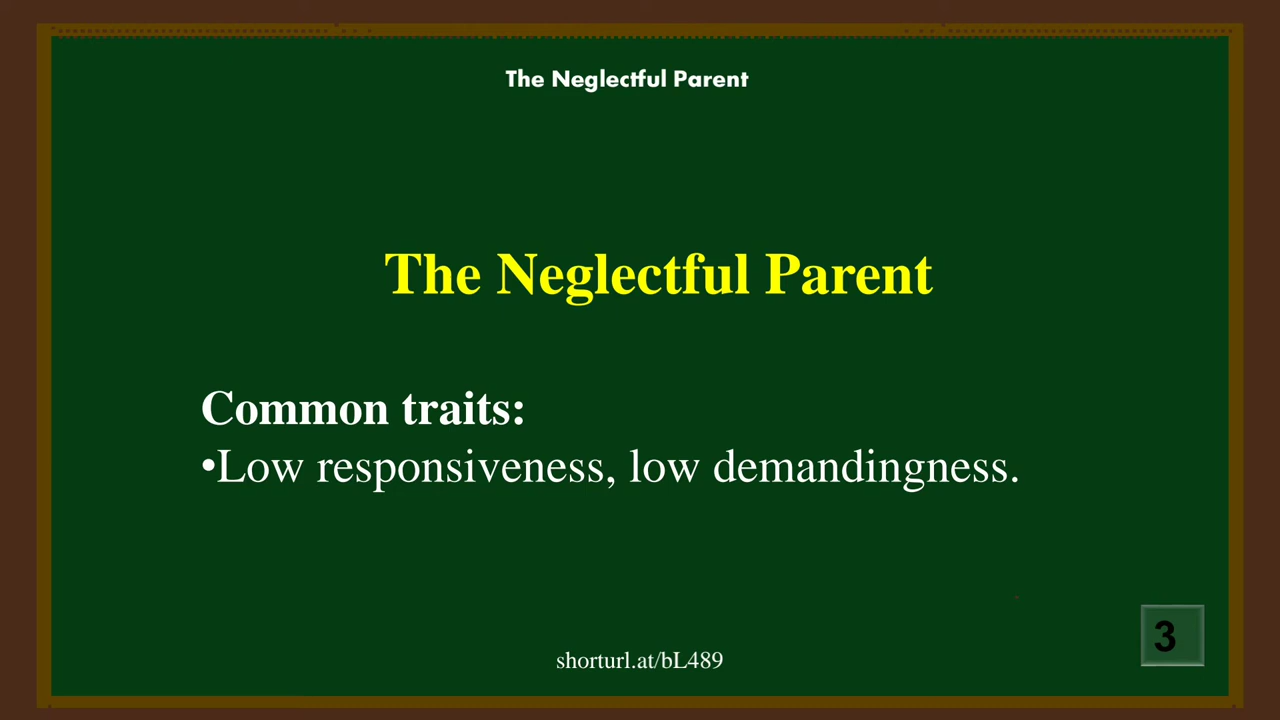 The Neglectful Parent
The Neglectful Parent
Common traits:
•Low responsiveness, low demandingness.
shorturl.at/bL489
3